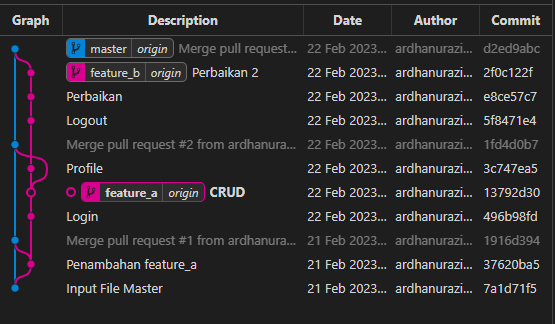 Graph Description Date Author Commit
master origin Merge pull request... 22 Feb 2023... ardhanurazi... d2ed9abc
feature_b origin Perbaikan 2 22 Feb 2023... ardhanurazi... 2f0c122f
Perbaikan 22 Feb 2023... ardhanurazi... e8ce57c7
Logout 22 Feb 2023... ardhanurazi... 5f8471e4
Merge pull request #2 from ardhanura... 22 Feb 2023... ardhanurazi... 1fd4d0b7
Profile 22 Feb 2023... ardhanurazi... 3c747ea5
feature_a origin CRUD 22 Feb 2023... ardhanurazi... 13792d30
Login 22 Feb 2023... ardhanurazi... 496b98fd
Merge pull request #1 from ardhanura... 21 Feb 2023... ardhanurazi... 1916d394
Penambahan feature_a 21 Feb 2023... ardhanurazi... 37620ba5
Input File Master 21 Feb 2023... ardhanurazi... 7a1d71f5